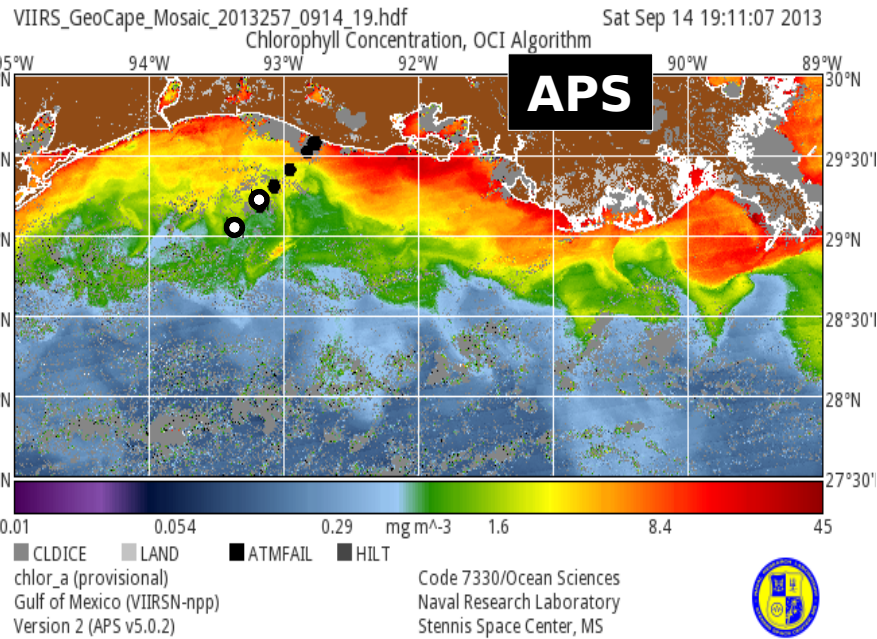 VIIRS_GeoCape_Mosaic_2013257_0914_19.hdf Sat Sep 14 19:11:07 2013
Chlorophyll Concentration, OCI Algorithm
95°W 94°W 93°W 92°W 90°W 89°W
N 30°N
APS
N 29°30'N
N 29°N
N 28°30'N
N 28°N
N 27°30'N
0.01 0.054 0.29 mg m^-3 1.6 8.4 45
CLDICE LAND ATMFAIL HILT
chlor_a (provisional) Code 7330/Ocean Sciences
Gulf of Mexico (VIIRSN-npp) Naval Research Laboratory
Version 2 (APS v5.0.2) Stennis Space Center, MS